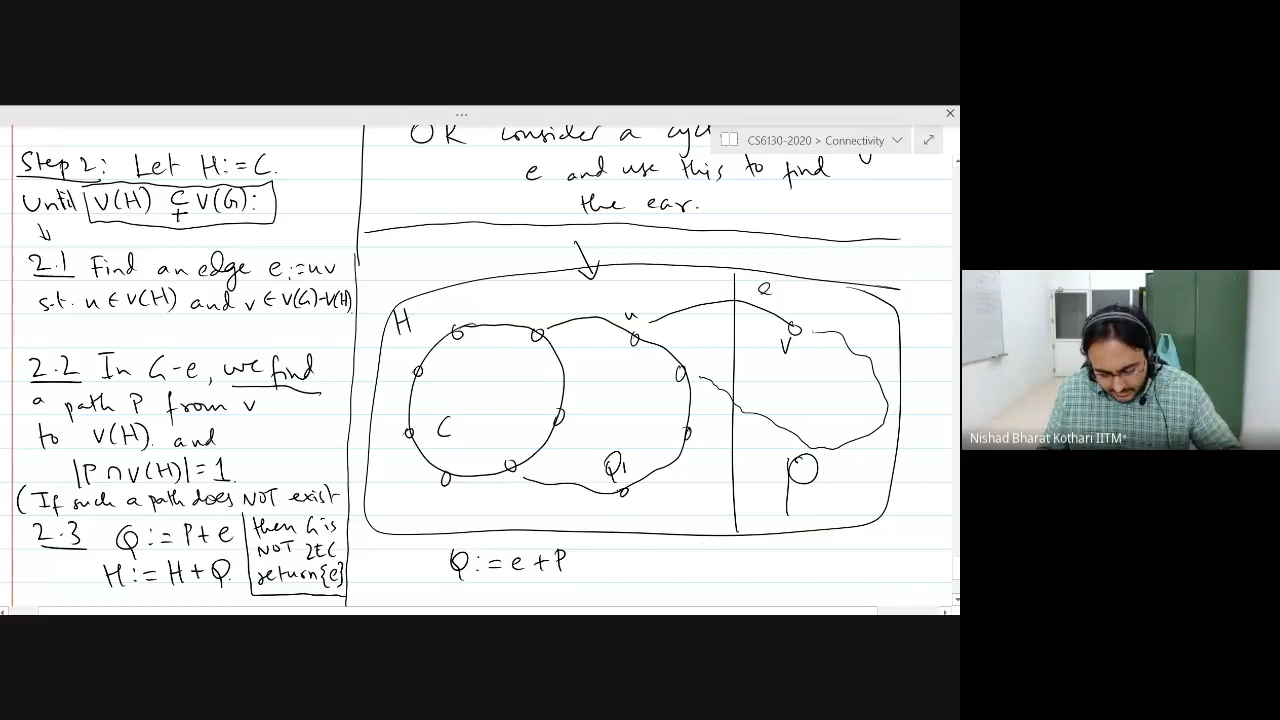 Step 2: Let H:=C.
Until V(H) ⊊ V(G):
2.1 Find an edge e:=uv
s.t. u ∈ V(H) and v ∈ V(G)-V(H)
2.2 In G-e, we find
a path P from v
to V(H) and
|P ∩ V(H)| = 1.
(If such a path does NOT exist
then G is
NOT 2EC
return {e}
2.3 Q := P+e
H := H+Q.
OR consider a
e and use this to find
the ear.
CS6130-2020 > Connectivity
H
C
Q1
u
e
v
P
Q := e+P
Nishad Bharat Kothari IITM